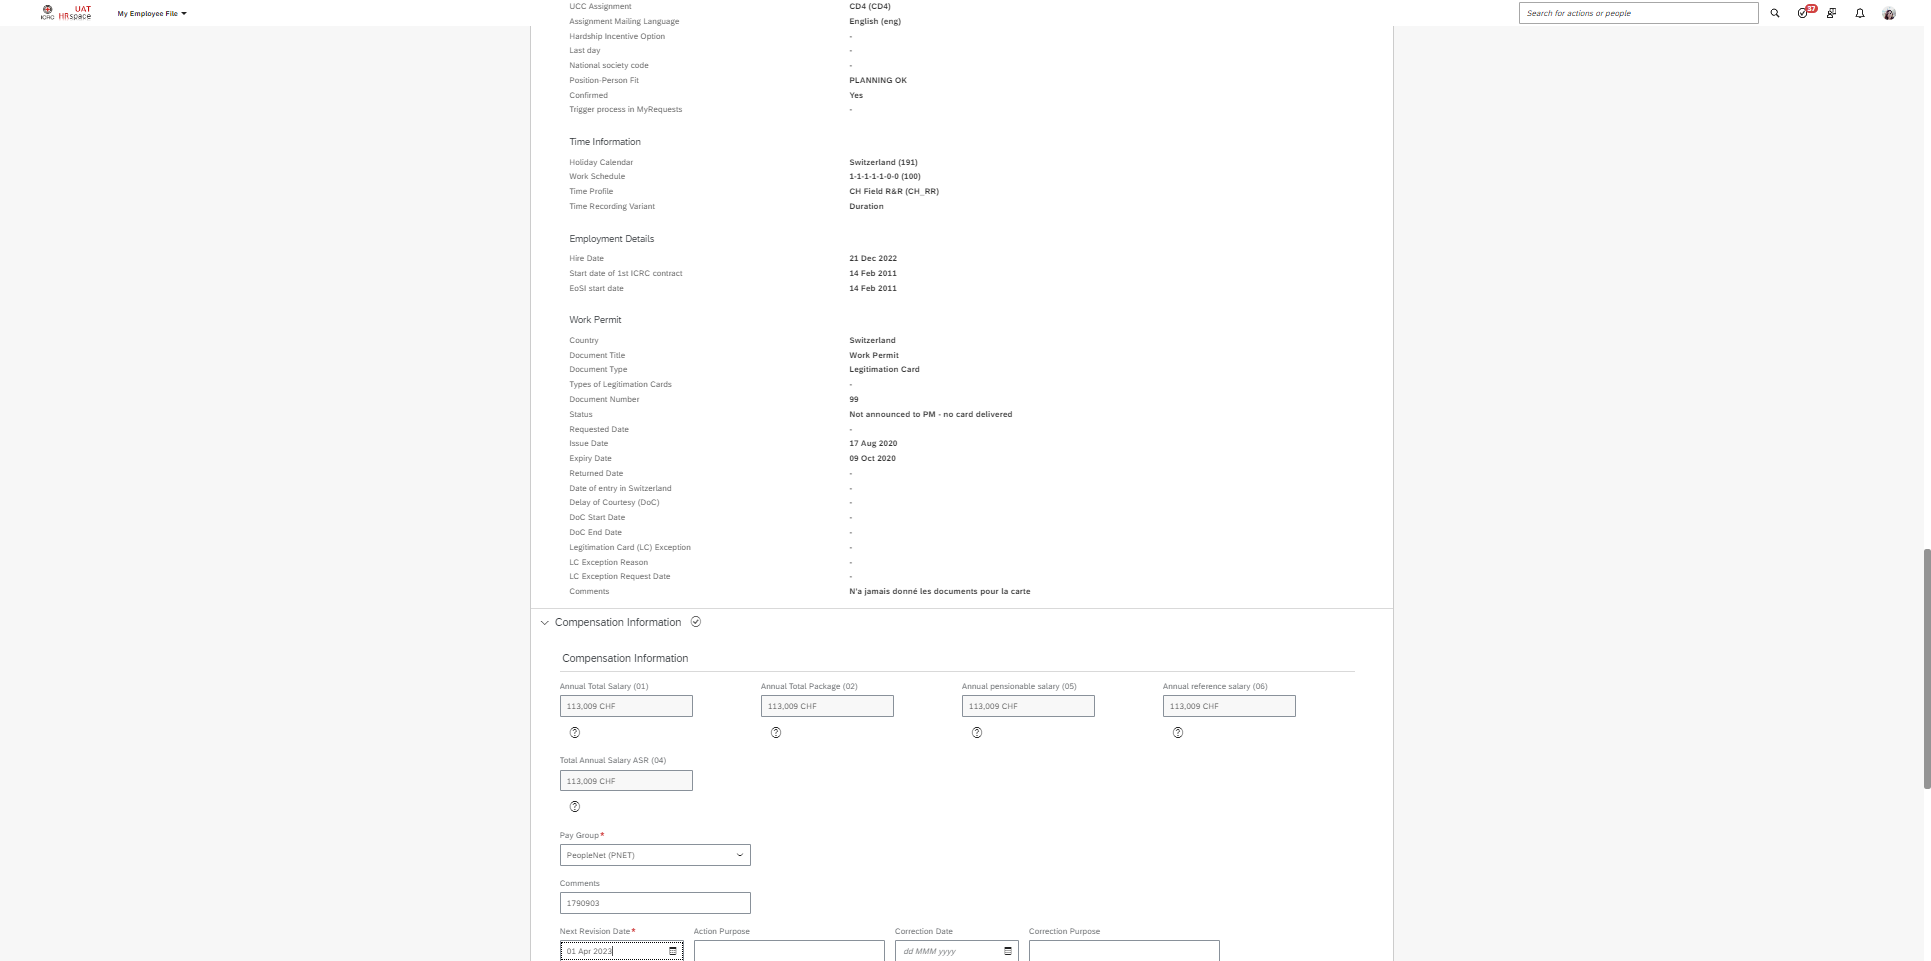 UAT
ICRC HRspace
My Employee File
Search for actions or people
37
UCC Assignment CD4 (CD4)
Assignment Mailing Language English (eng)
Hardship Incentive Option -
Last day -
National society code -
Position-Person Fit PLANNING OK
Confirmed Yes
Trigger process in MyRequests -
Time Information
Holiday Calendar Switzerland (191)
Work Schedule 1-1-1-1-1-0-0 (100)
Time Profile CH Field R&R (CH_RR)
Time Recording Variant Duration
Employment Details
Hire Date 21 Dec 2022
Start date of 1st ICRC contract 14 Feb 2011
EoSI start date 14 Feb 2011
Work Permit
Country Switzerland
Document Title Work Permit
Document Type Legitimation Card
Types of Legitimation Cards -
Document Number 99
Status Not announced to PM - no card delivered
Requested Date -
Issue Date 17 Aug 2020
Expiry Date 09 Oct 2020
Returned Date -
Date of entry in Switzerland -
Delay of Courtesy (DoC) -
DoC Start Date -
DoC End Date -
Legitimation Card (LC) Exception -
LC Exception Reason -
LC Exception Request Date -
Comments N'a jamais donné les documents pour la carte
Compensation Information
Compensation Information
Annual Total Salary (01) Annual Total Package (02) Annual pensionable salary (05) Annual reference salary (06)
113,009 CHF 113,009 CHF 113,009 CHF 113,009 CHF
Total Annual Salary ASR (04)
113,009 CHF
Pay Group*
PeopleNet (PNET)
Comments
1790903
Next Revision Date* Action Purpose Correction Date Correction Purpose
01 Apr 2023 dd MMM yyyy